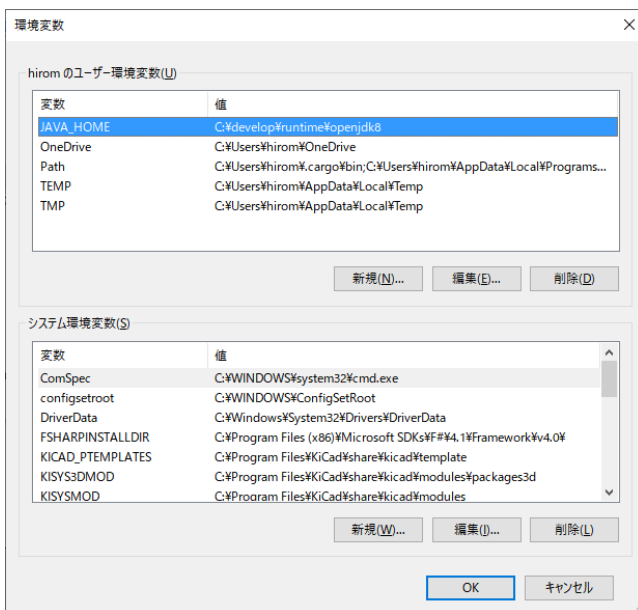 環境変数
hirom のユーザー環境変数(U)
変数 値
JAVA_HOME C:¥develop¥runtime¥openjdk8
OneDrive C:¥Users¥hirom¥OneDrive
Path C:¥Users¥hirom¥.cargo¥bin;C:¥Users¥hirom¥AppData¥Local¥Programs...
TEMP C:¥Users¥hirom¥AppData¥Local¥Temp
TMP C:¥Users¥hirom¥AppData¥Local¥Temp
新規(N)... 編集(E)... 削除(D)
システム環境変数(S)
変数 値
ComSpec C:¥WINDOWS¥system32¥cmd.exe
configsetroot C:¥WINDOWS¥ConfigSetRoot
DriverData C:¥Windows¥System32¥Drivers¥DriverData
FSHARPINSTALLDIR C:¥Program Files (x86)¥Microsoft SDKs¥F#¥4.1¥Framework¥v4.0¥
KICAD_PTEMPLATES C:¥Program Files¥KiCad¥share¥kicad¥template
KISYS3DMOD C:¥Program Files¥KiCad¥share¥kicad¥modules¥packages3d
KISYSMOD C:¥Program Files¥KiCad¥share¥kicad¥modules
新規(W)... 編集(I)... 削除(L)
OK キャンセル